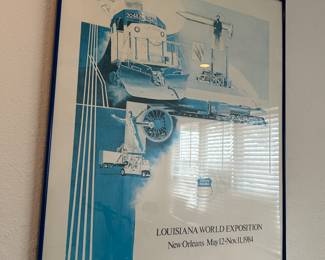 LOUISIANA WORLD EXPOSITION
New Orleans May 12-Nov. 11, 1984